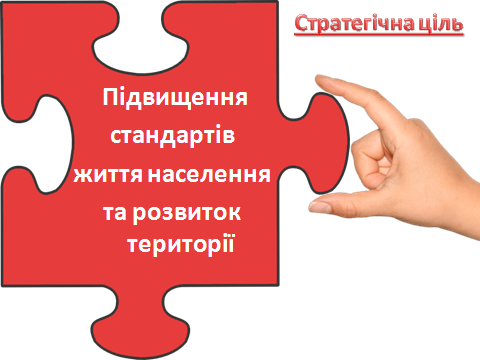 Стратегічна ціль
Підвищення
стандартів
життя населення
та розвиток
території